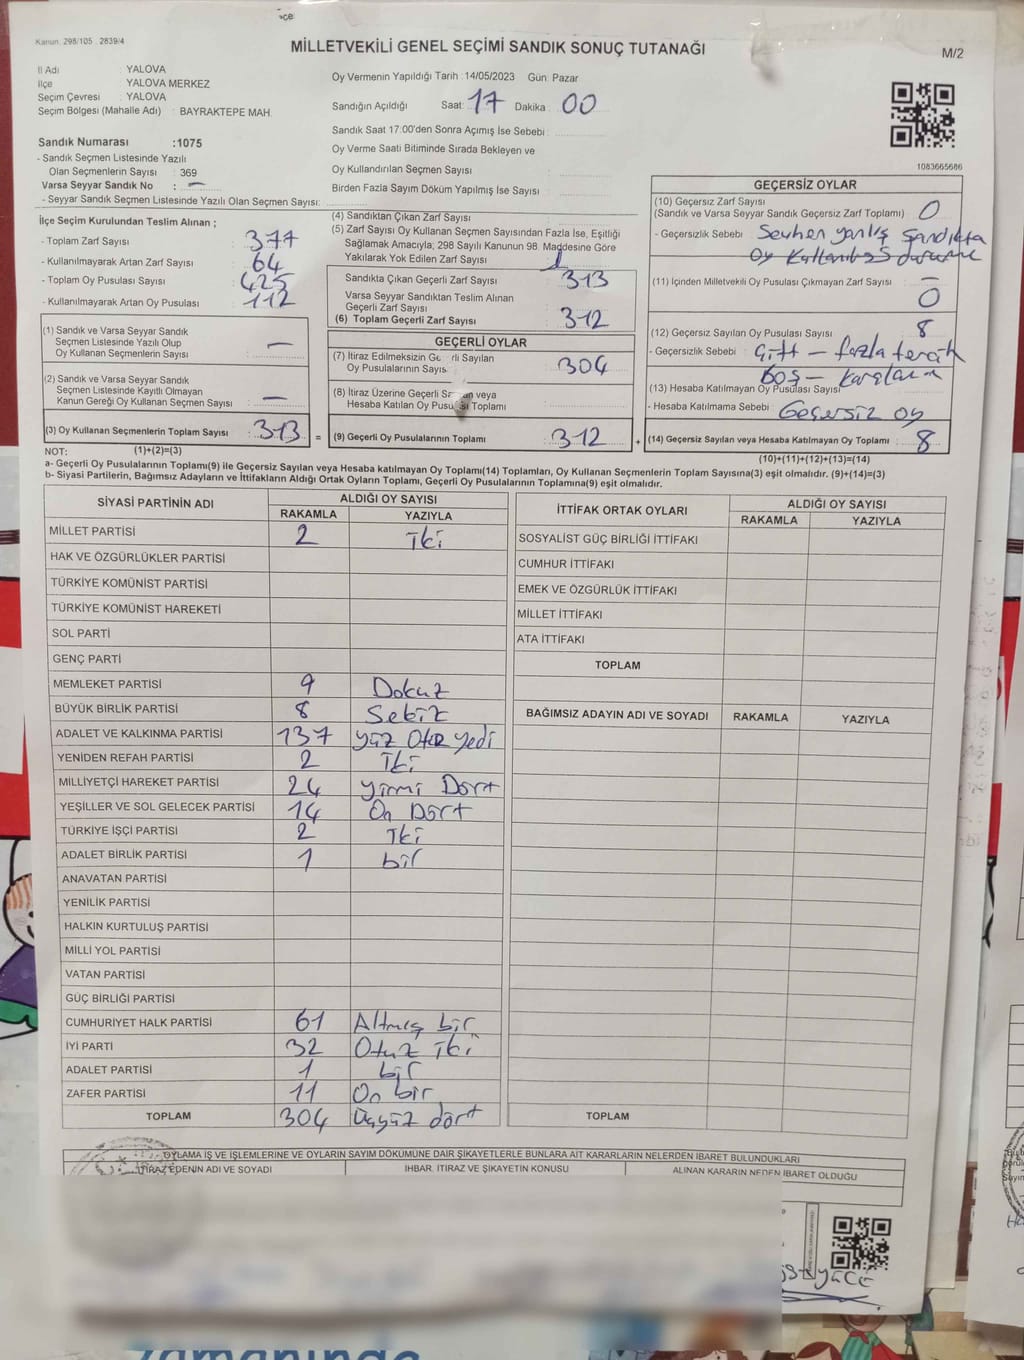 Kanun: 298/105 2839/4
MİLLETVEKİLİ GENEL SEÇİMİ SANDIK SONUÇ TUTANAĞI
M/2
İl Adı : YALOVA
İlçe : YALOVA MERKEZ
Seçim Çevresi : YALOVA
Seçim Bölgesi (Mahalle Adı) : BAYRAKTEPE MAH.
Sandık Numarası :1075
- Sandık Seçmen Listesinde Yazılı
Olan Seçmenlerin Sayısı : 369
Varsa Seyyar Sandık No : —
- Seyyar Sandık Seçmen Listesinde Yazılı Olan Seçmen Sayısı:
Oy Vermenin Yapıldığı Tarih :14/05/2023 Gün: Pazar
Sandığın Açıldığı Saat: 17 Dakika 00
Sandık Saat 17:00'den Sonra Açımış İse Sebebi :
Oy Verme Saati Bitiminde Sırada Bekleyen ve
Oy Kullandırılan Seçmen Sayısı :
Birden Fazla Sayım Döküm Yapılmış İse Sayısı :
1083665686
İlçe Seçim Kurulundan Teslim Alınan ;
- Toplam Zarf Sayısı : 377
- Kullanılmayarak Artan Zarf Sayısı : 64
- Toplam Oy Pusulası Sayısı : 425
- Kullanılmayarak Artan Oy Pusulası : 112
(1) Sandık ve Varsa Seyyar Sandık
Seçmen Listesinde Yazılı Olup
Oy Kullanan Seçmenlerin Sayısı : —
(2) Sandık ve Varsa Seyyar Sandık
Seçmen Listesinde Kayıtlı Olmayan
Kanun Gereği Oy Kullanan Seçmen Sayısı : —
(3) Oy Kullanan Seçmenlerin Toplam Sayısı : 313
(1)+(2)=(3)
(4) Sandıktan Çıkan Zarf Sayısı :
(5) Zarf Sayısı Oy Kullanan Seçmen Sayısından Fazla İse, Eşitliği
Sağlamak Amacıyla; 298 Sayılı Kanunun 98. Maddesine Göre
Yakılarak Yok Edilen Zarf Sayısı : 1
Sandıkta Çıkan Geçerli Zarf Sayısı : 313
Varsa Seyyar Sandıktan Teslim Alınan
Geçerli Zarf Sayısı :
(6) Toplam Geçerli Zarf Sayısı : 312
GEÇERLİ OYLAR
(7) İtiraz Edilmeksizin Ge rli Sayılan
Oy Pusulalarının Sayıs : 304
(8) İtiraz Üzerine Geçerli Sa an veya
Hesaba Katılan Oy Pusu sı Toplamı :
= (9) Geçerli Oy Pusulalarının Toplamı : 312 +
GEÇERSİZ OYLAR
(10) Geçersiz Zarf Sayısı
(Sandık ve Varsa Seyyar Sandık Geçersiz Zarf Toplamı) : 0
- Geçersizlik Sebebi : Seyhen yanlış sandıkta
Oy kullanılması durumu
(11) İçinden Milletvekili Oy Pusulası Çıkmayan Zarf Sayısı : —
0
(12) Geçersiz Sayılan Oy Pusulası Sayısı : 8
- Geçersizlik Sebebi : Çift – fazla tercih
Boş – karalama
(13) Hesaba Katılmayan Oy Pusulası Sayısı
- Hesaba Katılmama Sebebi : Geçersiz oy
(14) Geçersiz Sayılan veya Hesaba Katılmayan Oy Toplamı : 8
(10)+(11)+(12)+(13)=(14)
NOT:
a- Geçerli Oy Pusulalarının Toplamı(9) ile Geçersiz Sayılan veya Hesaba katılmayan Oy Toplamı(14) Toplamları, Oy Kullanan Seçmenlerin Toplam Sayısına(3) eşit olmalıdır. (9)+(14)=(3)
b- Siyasi Partilerin, Bağımsız Adayların ve İttifakların Aldığı Ortak Oyların Toplamı, Geçerli Oy Pusulalarının Toplamına(9) eşit olmalıdır.
SİYASİ PARTİNİN ADI ALDIĞI OY SAYISI
RAKAMLA YAZIYLA
MİLLET PARTİSİ 2 iki
HAK VE ÖZGÜRLÜKLER PARTİSİ
TÜRKİYE KOMÜNİST PARTİSİ
TÜRKİYE KOMÜNİST HAREKETİ
SOL PARTİ
GENÇ PARTİ
MEMLEKET PARTİSİ 9 Dokuz
BÜYÜK BİRLİK PARTİSİ 8 Sekiz
ADALET VE KALKINMA PARTİSİ 137 yüz Otuz yedi
YENİDEN REFAH PARTİSİ 2 İki
MİLLİYETÇİ HAREKET PARTİSİ 24 yirmi Dört
YEŞİLLER VE SOL GELECEK PARTİSİ 14 On Dört
TÜRKİYE İŞÇİ PARTİSİ 2 İki
ADALET BİRLİK PARTİSİ 1 bir
ANAVATAN PARTİSİ
YENİLİK PARTİSİ
HALKIN KURTULUŞ PARTİSİ
MİLLİ YOL PARTİSİ
VATAN PARTİSİ
GÜÇ BİRLİĞİ PARTİSİ
CUMHURİYET HALK PARTİSİ 61 Altmış bir
İYİ PARTİ 32 Otuz iki
ADALET PARTİSİ 1 bir
ZAFER PARTİSİ 11 On bir
TOPLAM 304 Üçyüz dört
İTTİFAK ORTAK OYLARI ALDIĞI OY SAYISI
RAKAMLA YAZIYLA
SOSYALİST GÜÇ BİRLİĞİ İTTİFAKI
CUMHUR İTTİFAKI
EMEK VE ÖZGÜRLÜK İTTİFAKI
MİLLET İTTİFAKI
ATA İTTİFAKI
TOPLAM
BAĞIMSIZ ADAYIN ADI VE SOYADI RAKAMLA YAZIYLA
TOPLAM
OYLAMA İŞ VE İŞLEMLERİNE VE OYLARIN SAYIM DÖKÜMÜNE DAİR ŞİKAYETLERLE BUNLARA AİT KARARLARIN NELERDEN İBARET BULUNDUKLARI
İTİRAZ EDENİN ADI VE SOYADI İHBAR, İTİRAZ VE ŞİKAYETİN KONUSU ALINAN KARARIN NEDEN İBARET OLDUĞU